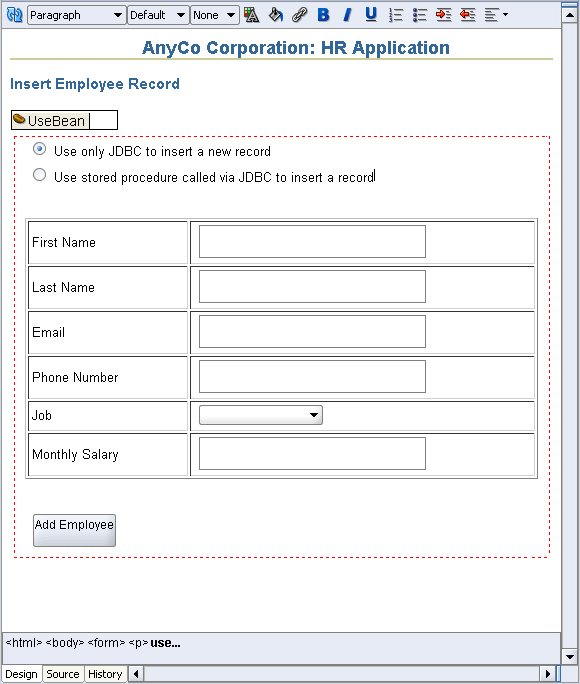 Paragraph Default None B I U
AnyCo Corporation: HR Application
Insert Employee Record
UseBean
Use only JDBC to insert a new record
Use stored procedure called via JDBC to insert a record
First Name
Last Name
Email
Phone Number
Job
Monthly Salary
Add Employee
<html> <body> <form> <p> use...
Design Source History